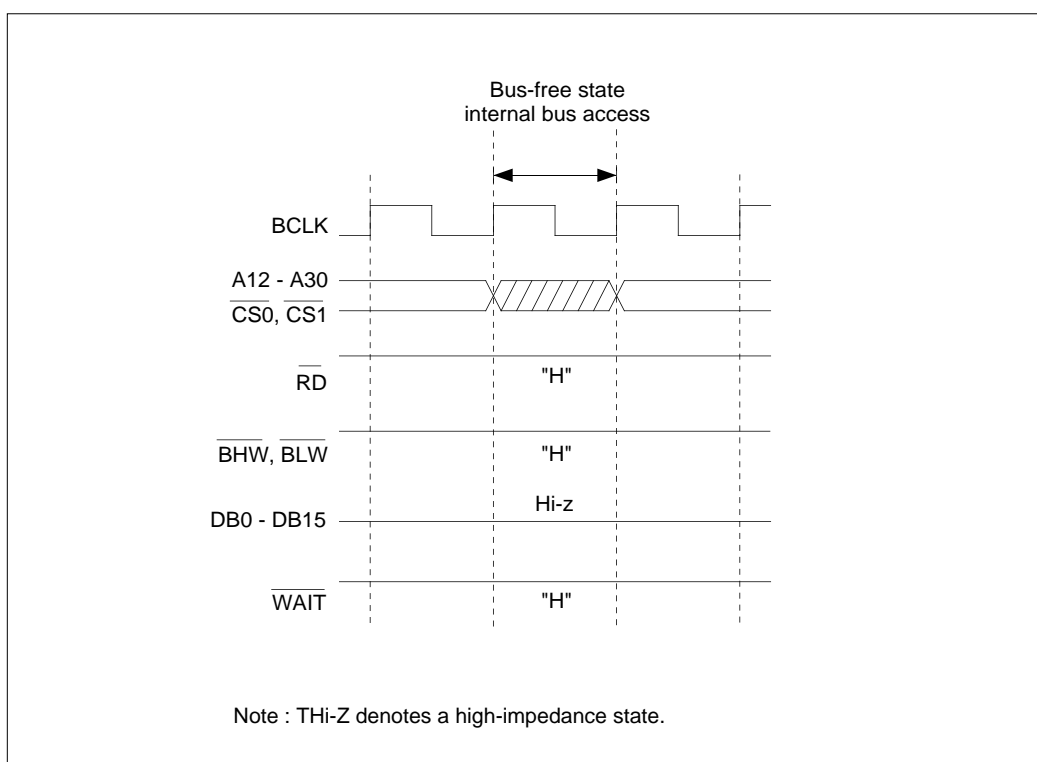 Bus-free state
internal bus access
BCLK
A12 - A30
CS0, CS1
RD
"H"
BHW, BLW
"H"
Hi-z
DB0 - DB15
WAIT
"H"
Note : THi-Z denotes a high-impedance state.